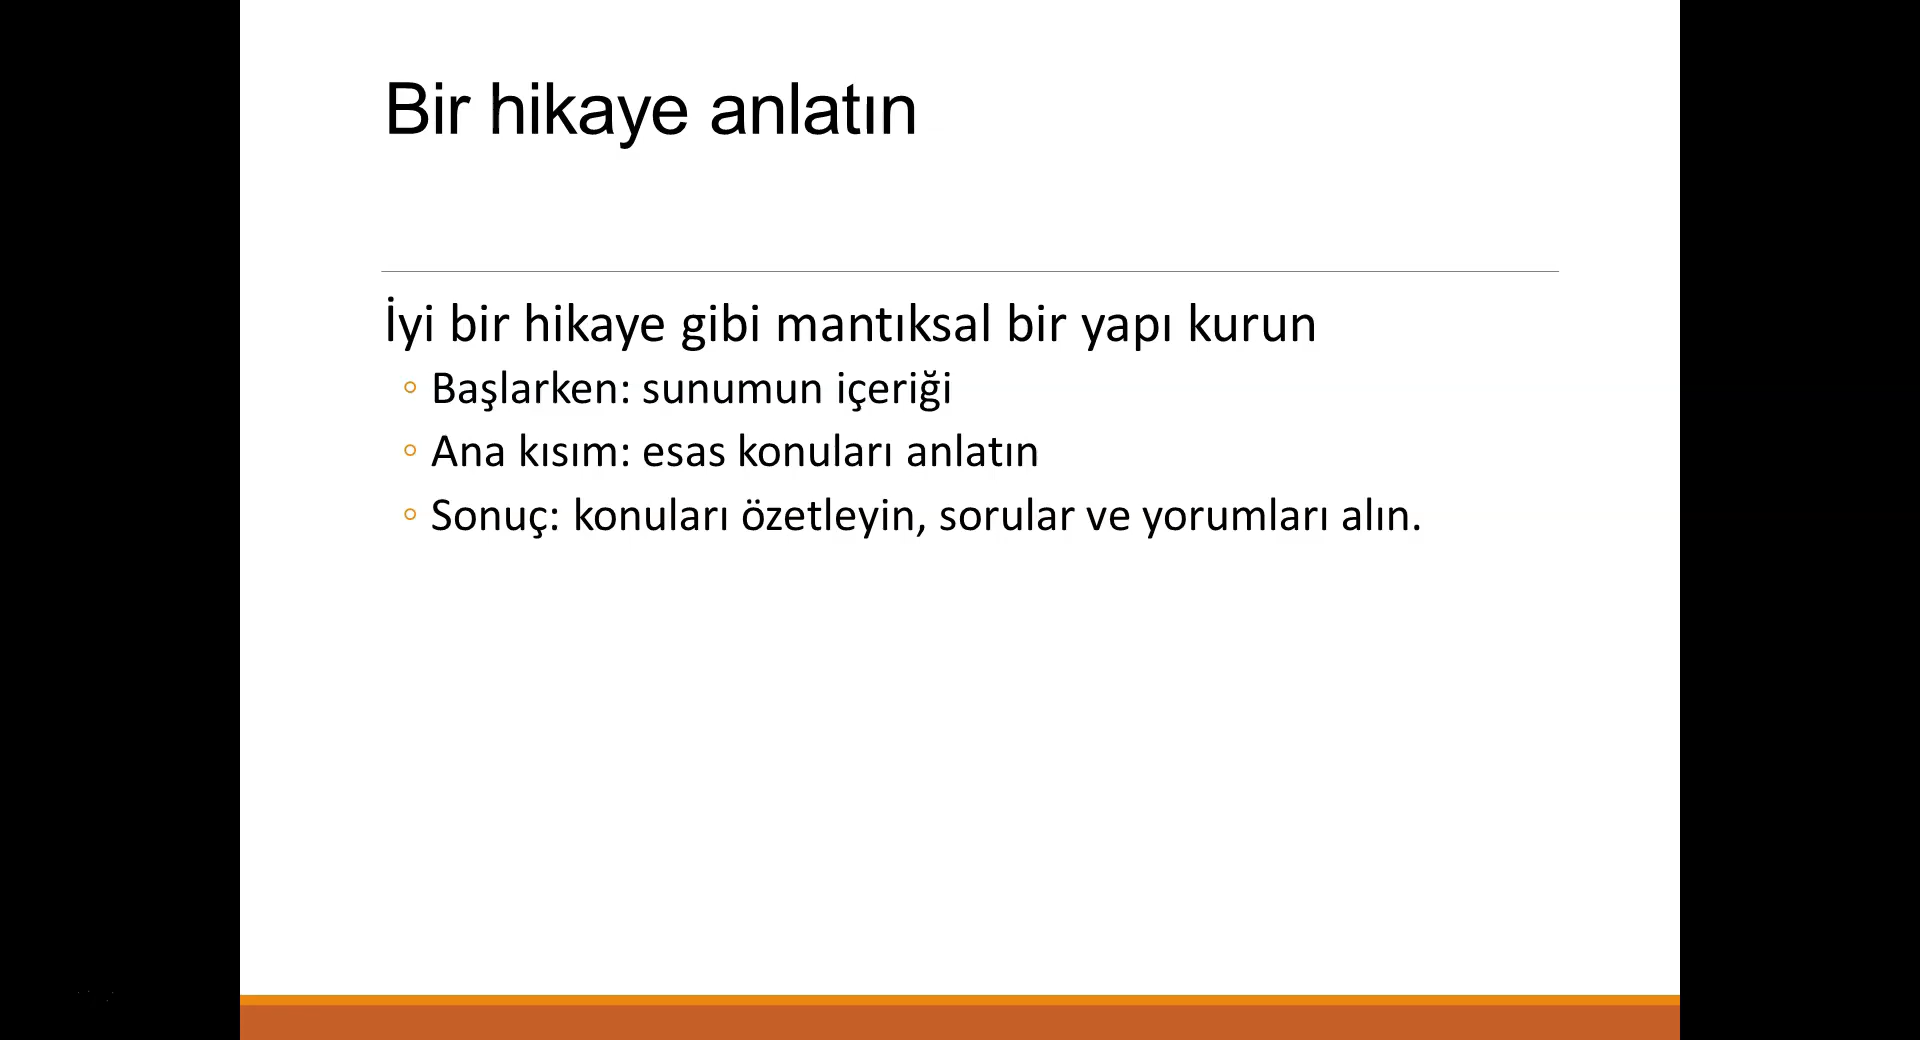 Bir hikaye anlatın
İyi bir hikaye gibi mantıksal bir yapı kurun
◦ Başlarken: sunumun içeriği
◦ Ana kısım: esas konuları anlatın
◦ Sonuç: konuları özetleyin, sorular ve yorumları alın.